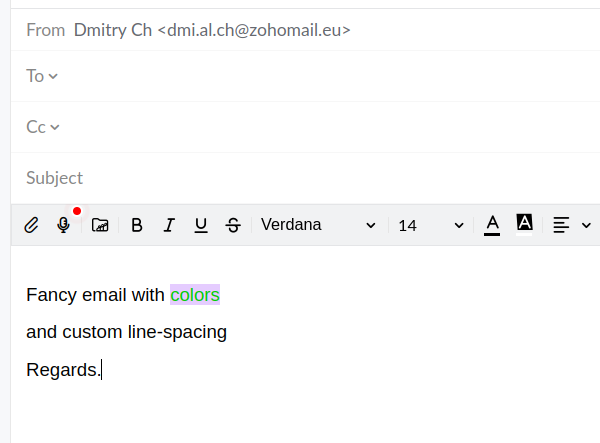 From Dmitry Ch <dmi.al.ch@zohomail.eu>
To
Cc
Subject
B I U S Verdana 14 A A
Fancy email with colors
and custom line-spacing
Regards.